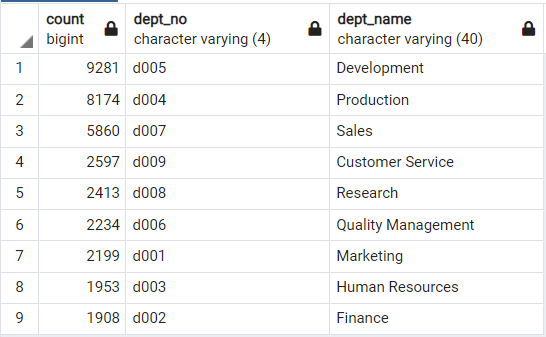 count dept_no dept_name
bigint character varying (4) character varying (40)
1 9281 d005 Development
2 8174 d004 Production
3 5860 d007 Sales
4 2597 d009 Customer Service
5 2413 d008 Research
6 2234 d006 Quality Management
7 2199 d001 Marketing
8 1953 d003 Human Resources
9 1908 d002 Finance